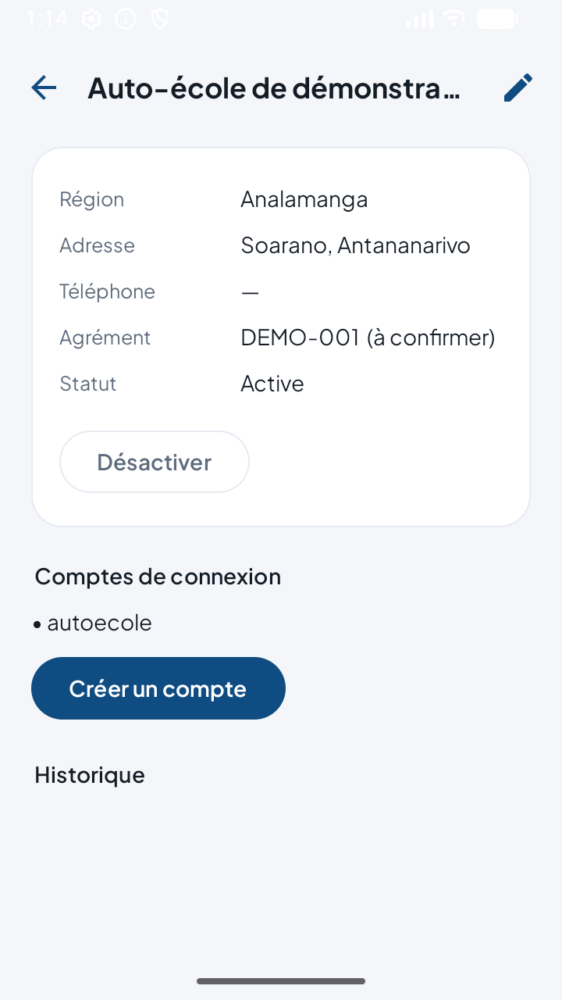 1:14
Auto-école de démonstra...
Région Analamanga
Adresse Soarano, Antananarivo
Téléphone —
Agrément DEMO-001 (à confirmer)
Statut Active
Désactiver
Comptes de connexion
• autoecole
Créer un compte
Historique